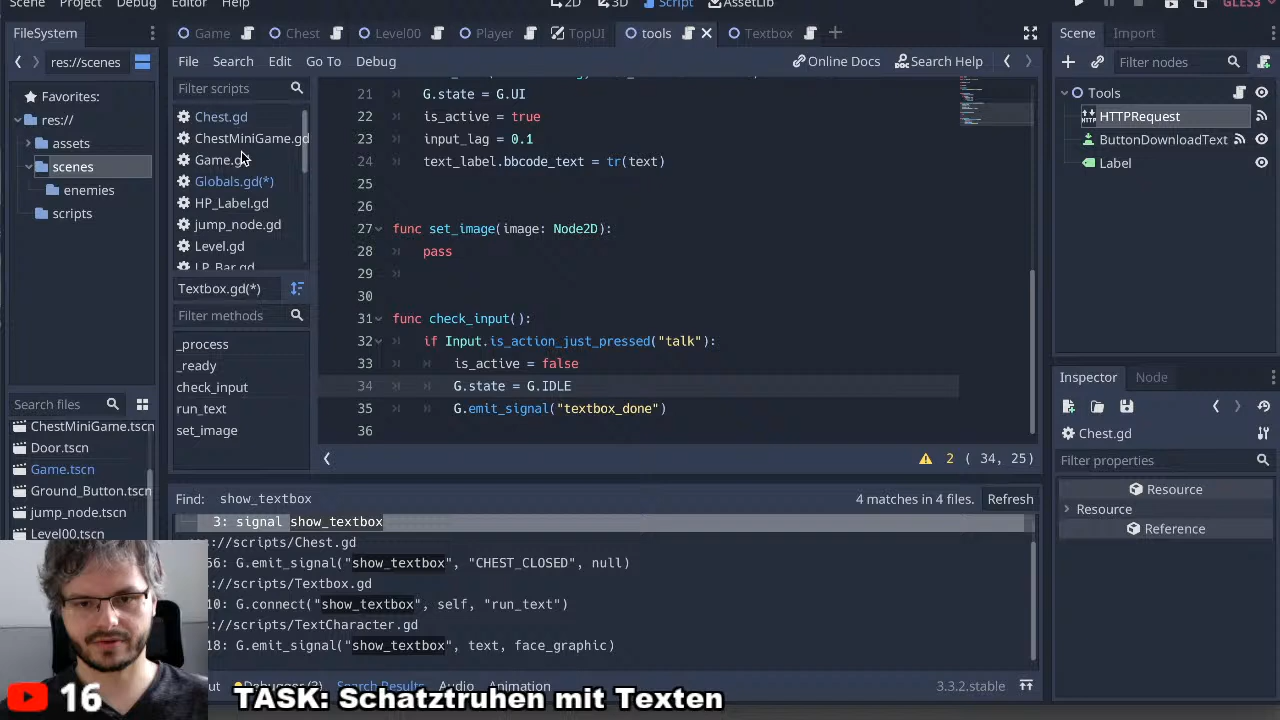 Scene Project Debug Editor Help 2D 3D Script AssetLib GLES3
FileSystem Game Chest Level00 Player TopUI tools Textbox Scene Import
res://scenes File Search Edit Go To Debug Online Docs Search Help Filter nodes
Favorites:
res://
assets
scenes
enemies
scripts
Filter scripts
Chest.gd
ChestMiniGame.gd
Game.gd
Globals.gd(*)
HP_Label.gd
jump_node.gd
Level.gd
LP_Bar.gd
Textbox.gd(*)
Filter methods
_process
_ready
check_input
run_text
set_image
21 G.state = G.UI
22 is_active = true
23 input_lag = 0.1
24 text_label.bbcode_text = tr(text)
25
26
27 func set_image(image: Node2D):
28 pass
29
30
31 func check_input():
32 if Input.is_action_just_pressed("talk"):
33 is_active = false
34 G.state = G.IDLE
35 G.emit_signal("textbox_done")
36
2 ( 34, 25)
Tools
HTTPRequest
ButtonDownloadText
Label
Inspector Node
Chest.gd
Filter properties
Resource
Resource
Reference
Search files
ChestMiniGame.tscn
Door.tscn
Game.tscn
Ground_Button.tscn
jump_node.tscn
Level00.tscn
Find: show_textbox 4 matches in 4 files. Refresh
3: signal show_textbox
://scripts/Chest.gd
56: G.emit_signal("show_textbox", "CHEST_CLOSED", null)
://scripts/Textbox.gd
10: G.connect("show_textbox", self, "run_text")
://scripts/TextCharacter.gd
18: G.emit_signal("show_textbox", text, face_graphic)
Debugger (3) Search Results Audio Animation 3.3.2.stable
16 TASK: Schatztruhen mit Texten